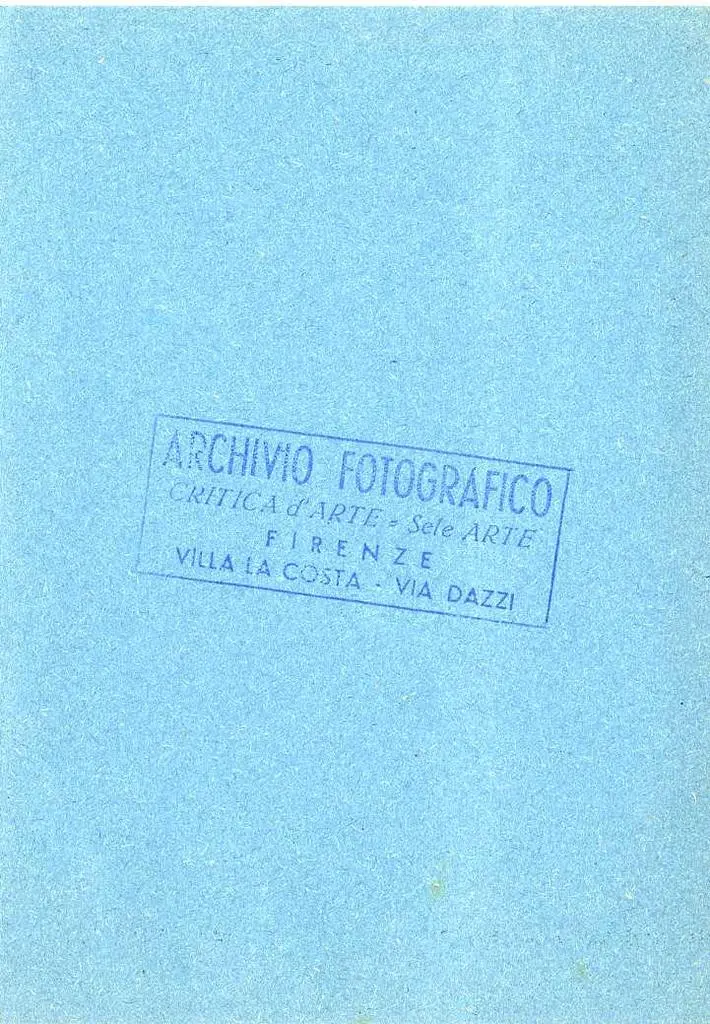 ARCHIVIO FOTOGRAFICO
CRITICA d'ARTE = Sele ARTE
FIRENZE
VILLA LA COSTA - VIA DAZZI